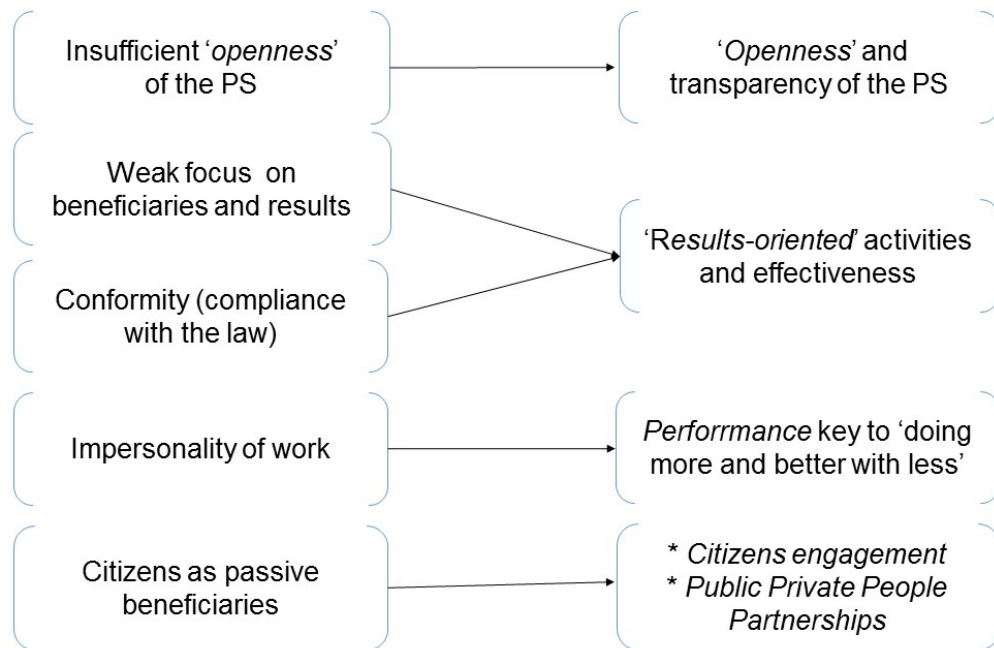 Insufficient ‘openness’
of the PS
‘Openness’ and
transparency of the PS
Weak focus on
beneficiaries and results
Conformity (compliance
with the law)
‘Results-oriented’ activities
and effectiveness
Impersonality of work
Perforrmance key to ‘doing
more and better with less’
Citizens as passive
beneficiaries
* Citizens engagement
* Public Private People
Partnerships